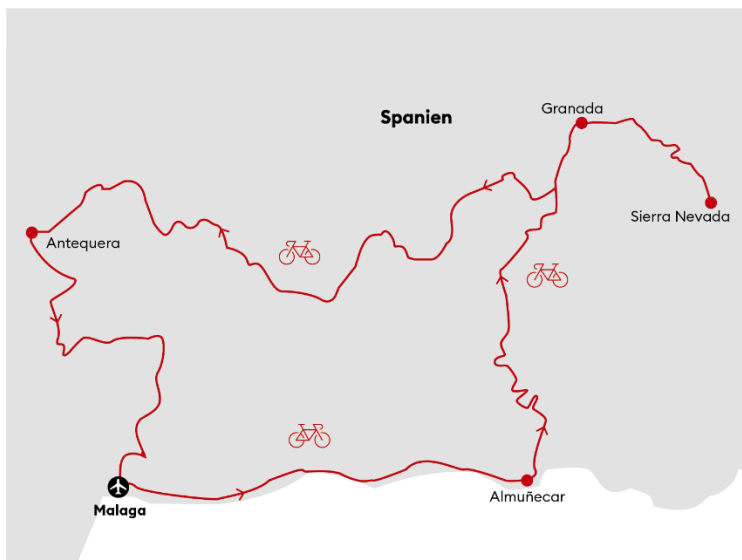 Granada
Spanien
Sierra Nevada
Antequera
Almuñecar
Malaga